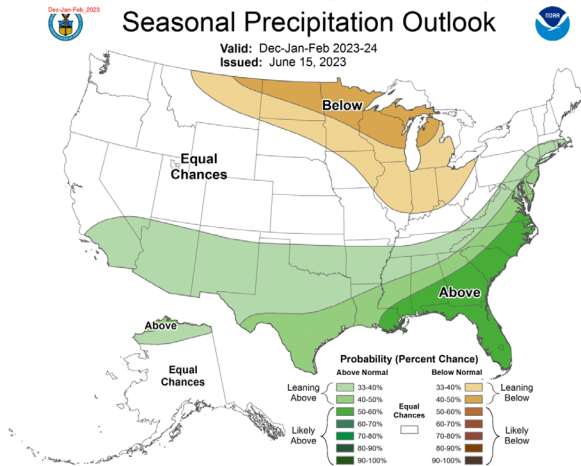 Dec-Jan-Feb_2023
Seasonal Precipitation Outlook
NOAA
Valid: Dec-Jan-Feb 2023-24
Issued: June 15, 2023
Below
Equal
Chances
Above
Above
Equal
Chances
Probability (Percent Chance)
Above Normal
Below Normal
Leaning
Above
33-40%
40-50%
Likely
Above
50-60%
60-70%
70-80%
80-90%
90-100%
Equal
Chances
33-40%
40-50%
Leaning
Below
50-60%
60-70%
70-80%
80-90%
90-100%
Likely
Below